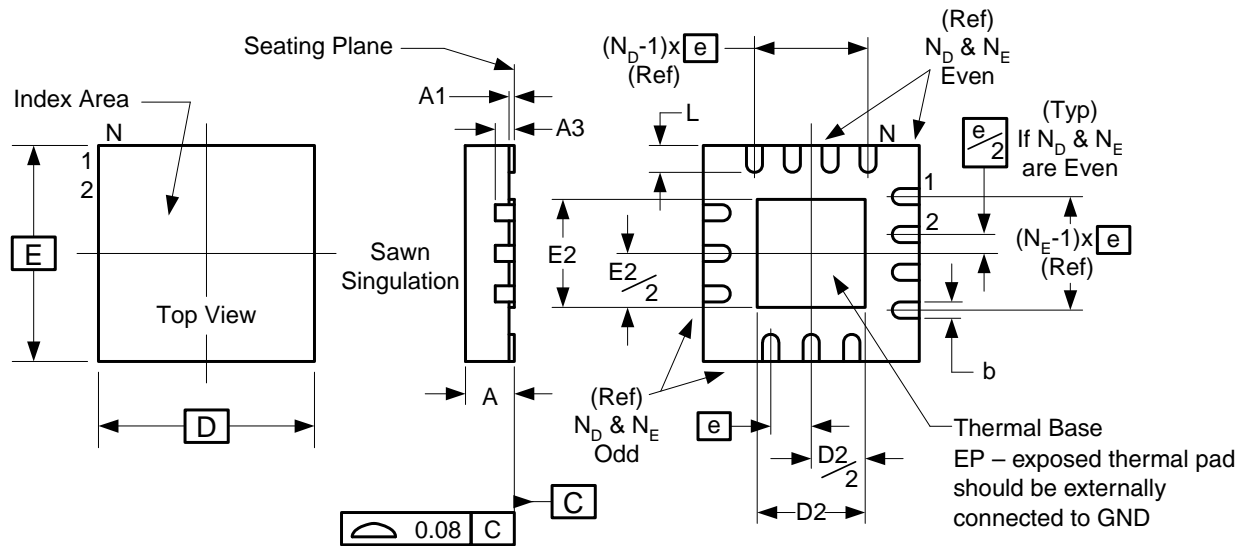 Seating Plane
Index Area
N
1
2
E
Top View
D
A1
A3
Sawn
Singulation
A
C
0.08 C
(N_D-1)x e
(Ref)
(Ref)
N_D & N_E
Even
L
N
e/2
(Typ)
If N_D & N_E
are Even
1
2
(N_E-1)x e
(Ref)
E2
E2/2
b
(Ref)
N_D & N_E
Odd
e
D2/2
D2
Thermal Base
EP – exposed thermal pad
should be externally
connected to GND